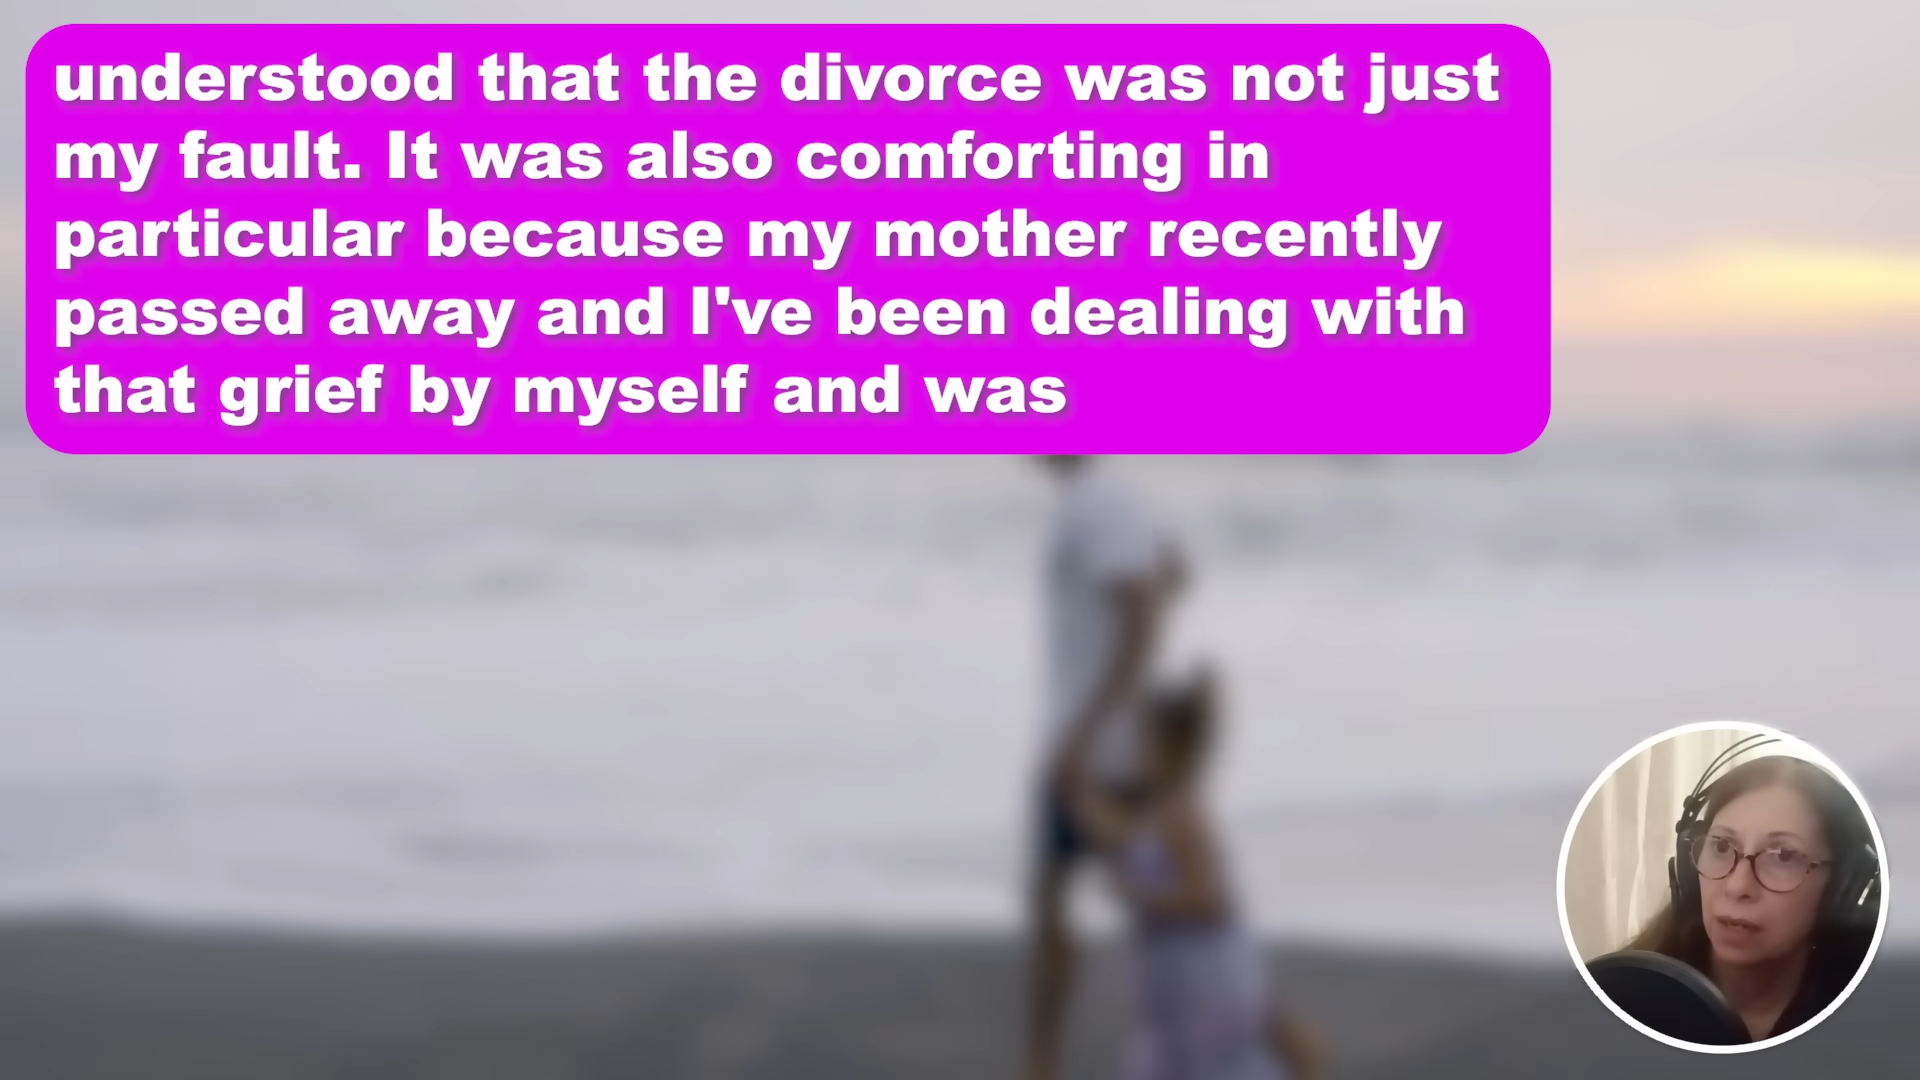 understood that the divorce was not just
my fault. It was also comforting in
particular because my mother recently
passed away and I've been dealing with
that grief by myself and was